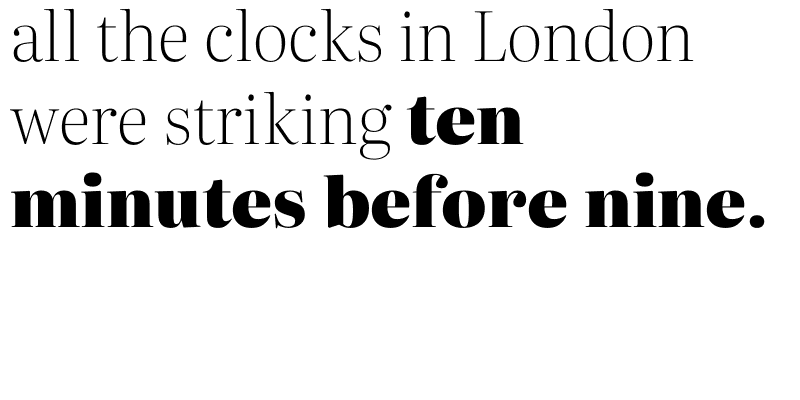 all the clocks in London
were striking ten
minutes before nine.